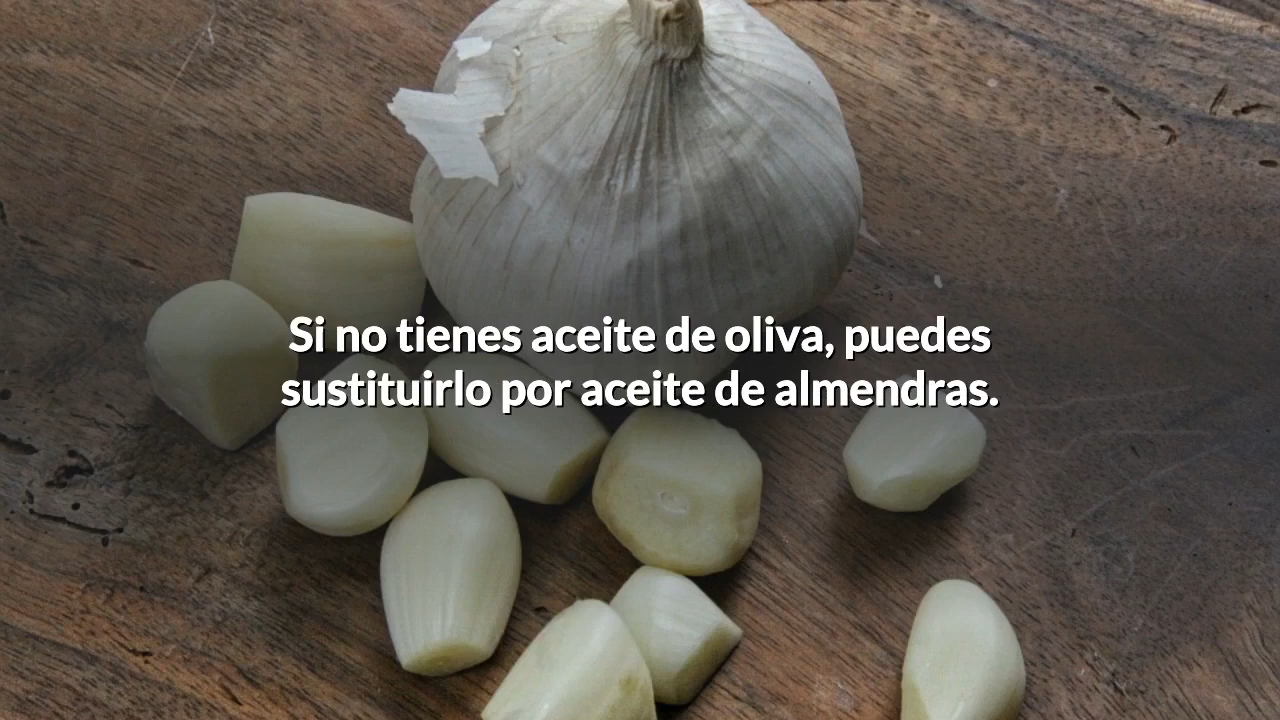 Si no tienes aceite de oliva, puedes
sustituirlo por aceite de almendras.